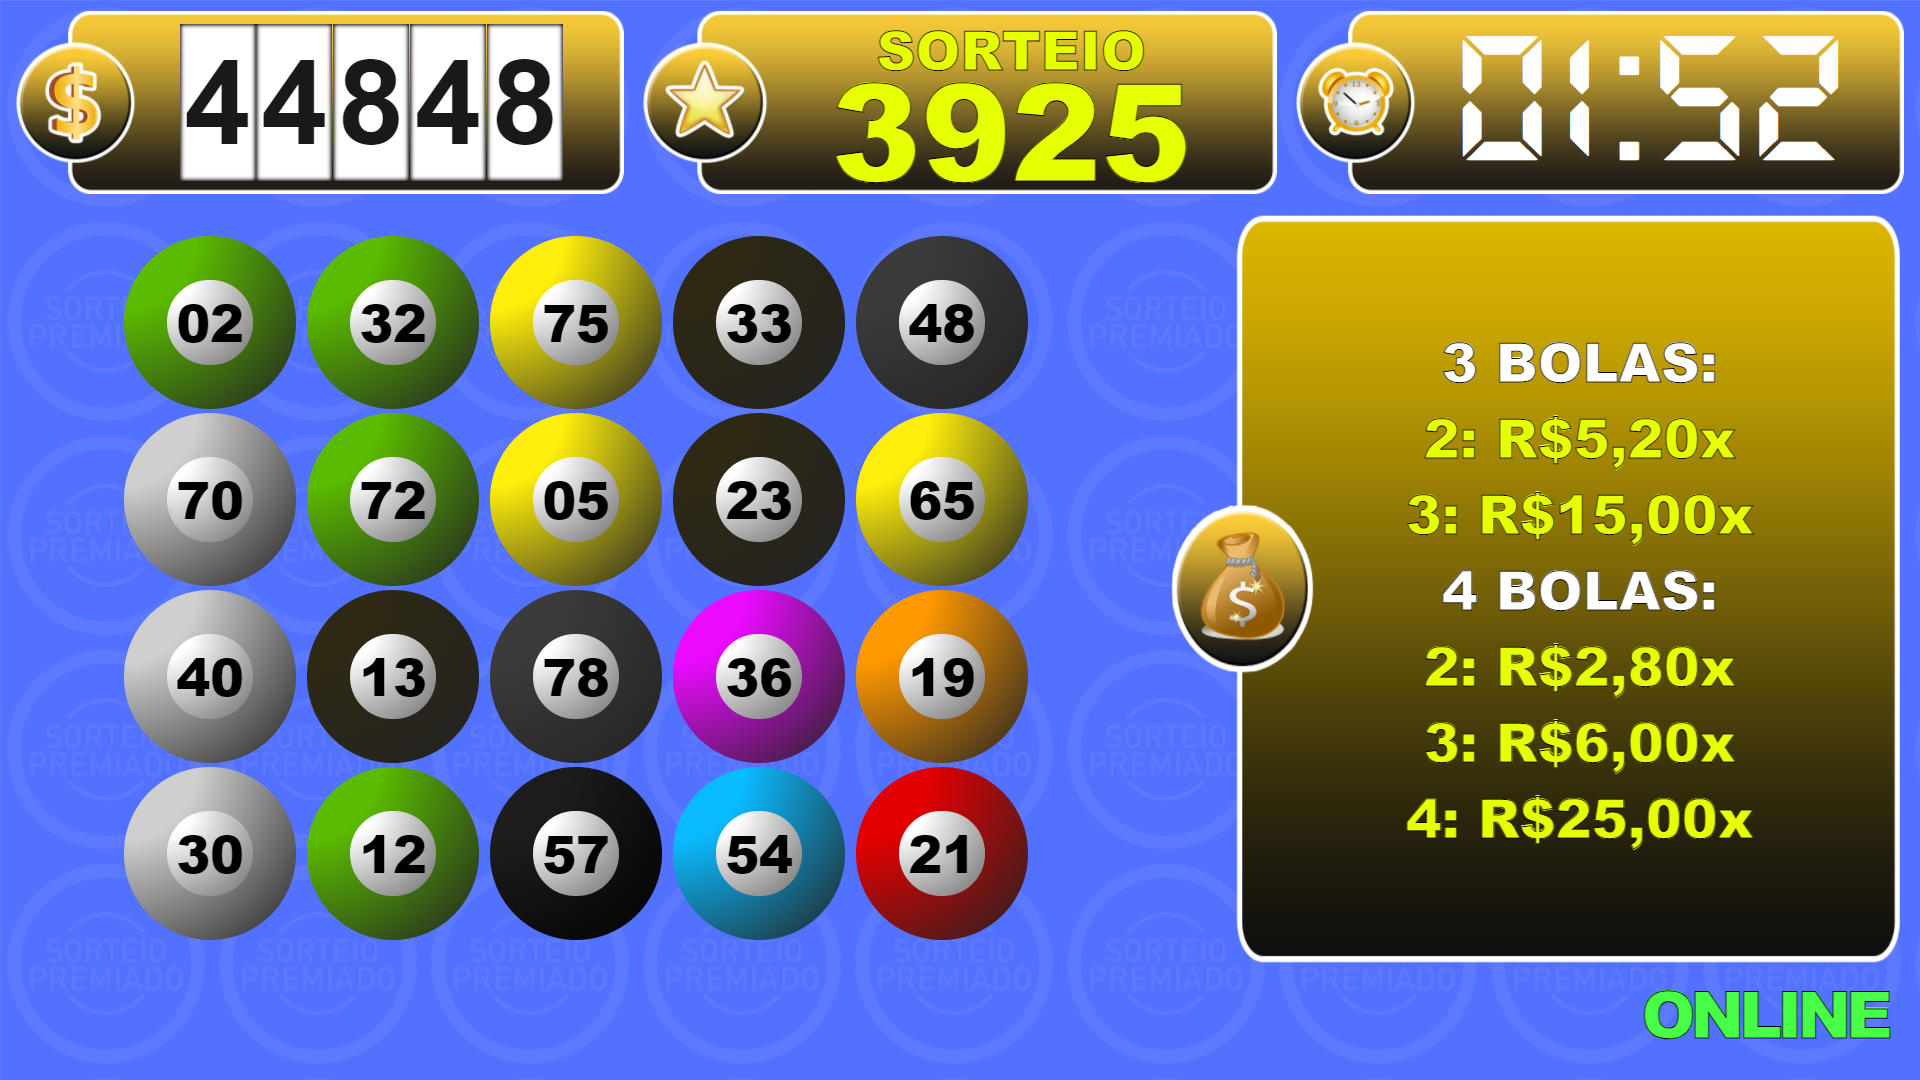 44848
SORTEIO
3925
01:52
02 32 75 33 48
70 72 05 23 65
40 13 78 36 19
30 12 57 54 21
3 BOLAS:
2: R$5,20x
3: R$15,00x
4 BOLAS:
2: R$2,80x
3: R$6,00x
4: R$25,00x
ONLINE
SORTEIO
PREMIADO